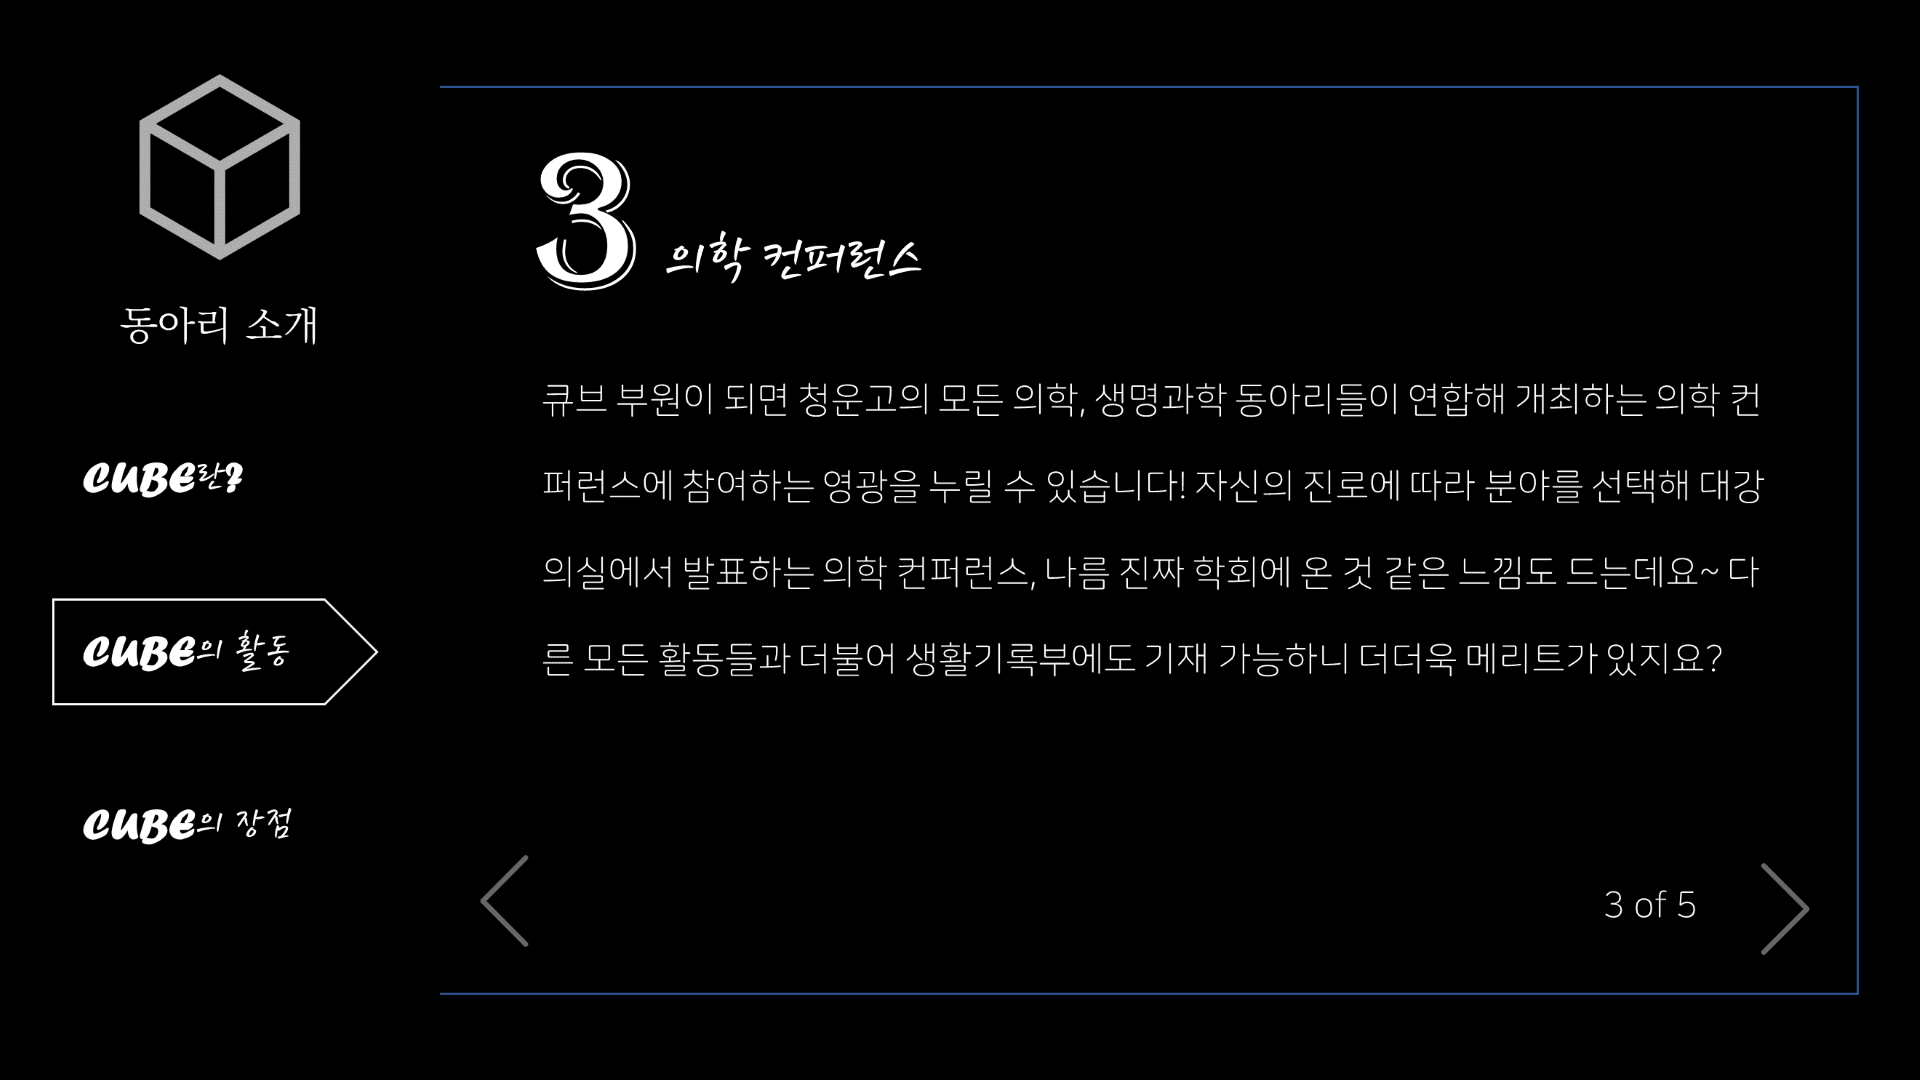 동아리 소개
CUBE란?
CUBE의 활동
CUBE의 장점
3 의학 컨퍼런스
큐브 부원이 되면 청운고의 모든 의학, 생명과학 동아리들이 연합해 개최하는 의학 컨
퍼런스에 참여하는 영광을 누릴 수 있습니다! 자신의 진로에 따라 분야를 선택해 대강
의실에서 발표하는 의학 컨퍼런스, 나름 진짜 학회에 온 것 같은 느낌도 드는데요~ 다
른 모든 활동들과 더불어 생활기록부에도 기재 가능하니 더더욱 메리트가 있지요?
3 of 5